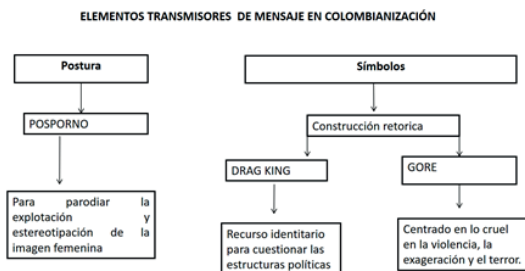 ELEMENTOS TRANSMISORES DE MENSAJE EN COLOMBIANIZACIÓN
Postura
Símbolos
POSPORNO
Construcción retorica
DRAG KING
GORE
Para parodiar la
explotación y
estereotipación de la
imagen femenina
Recurso identitario
para cuestionar las
estructuras políticas
Centrado en lo cruel
en la violencia, la
exageración y el terror.